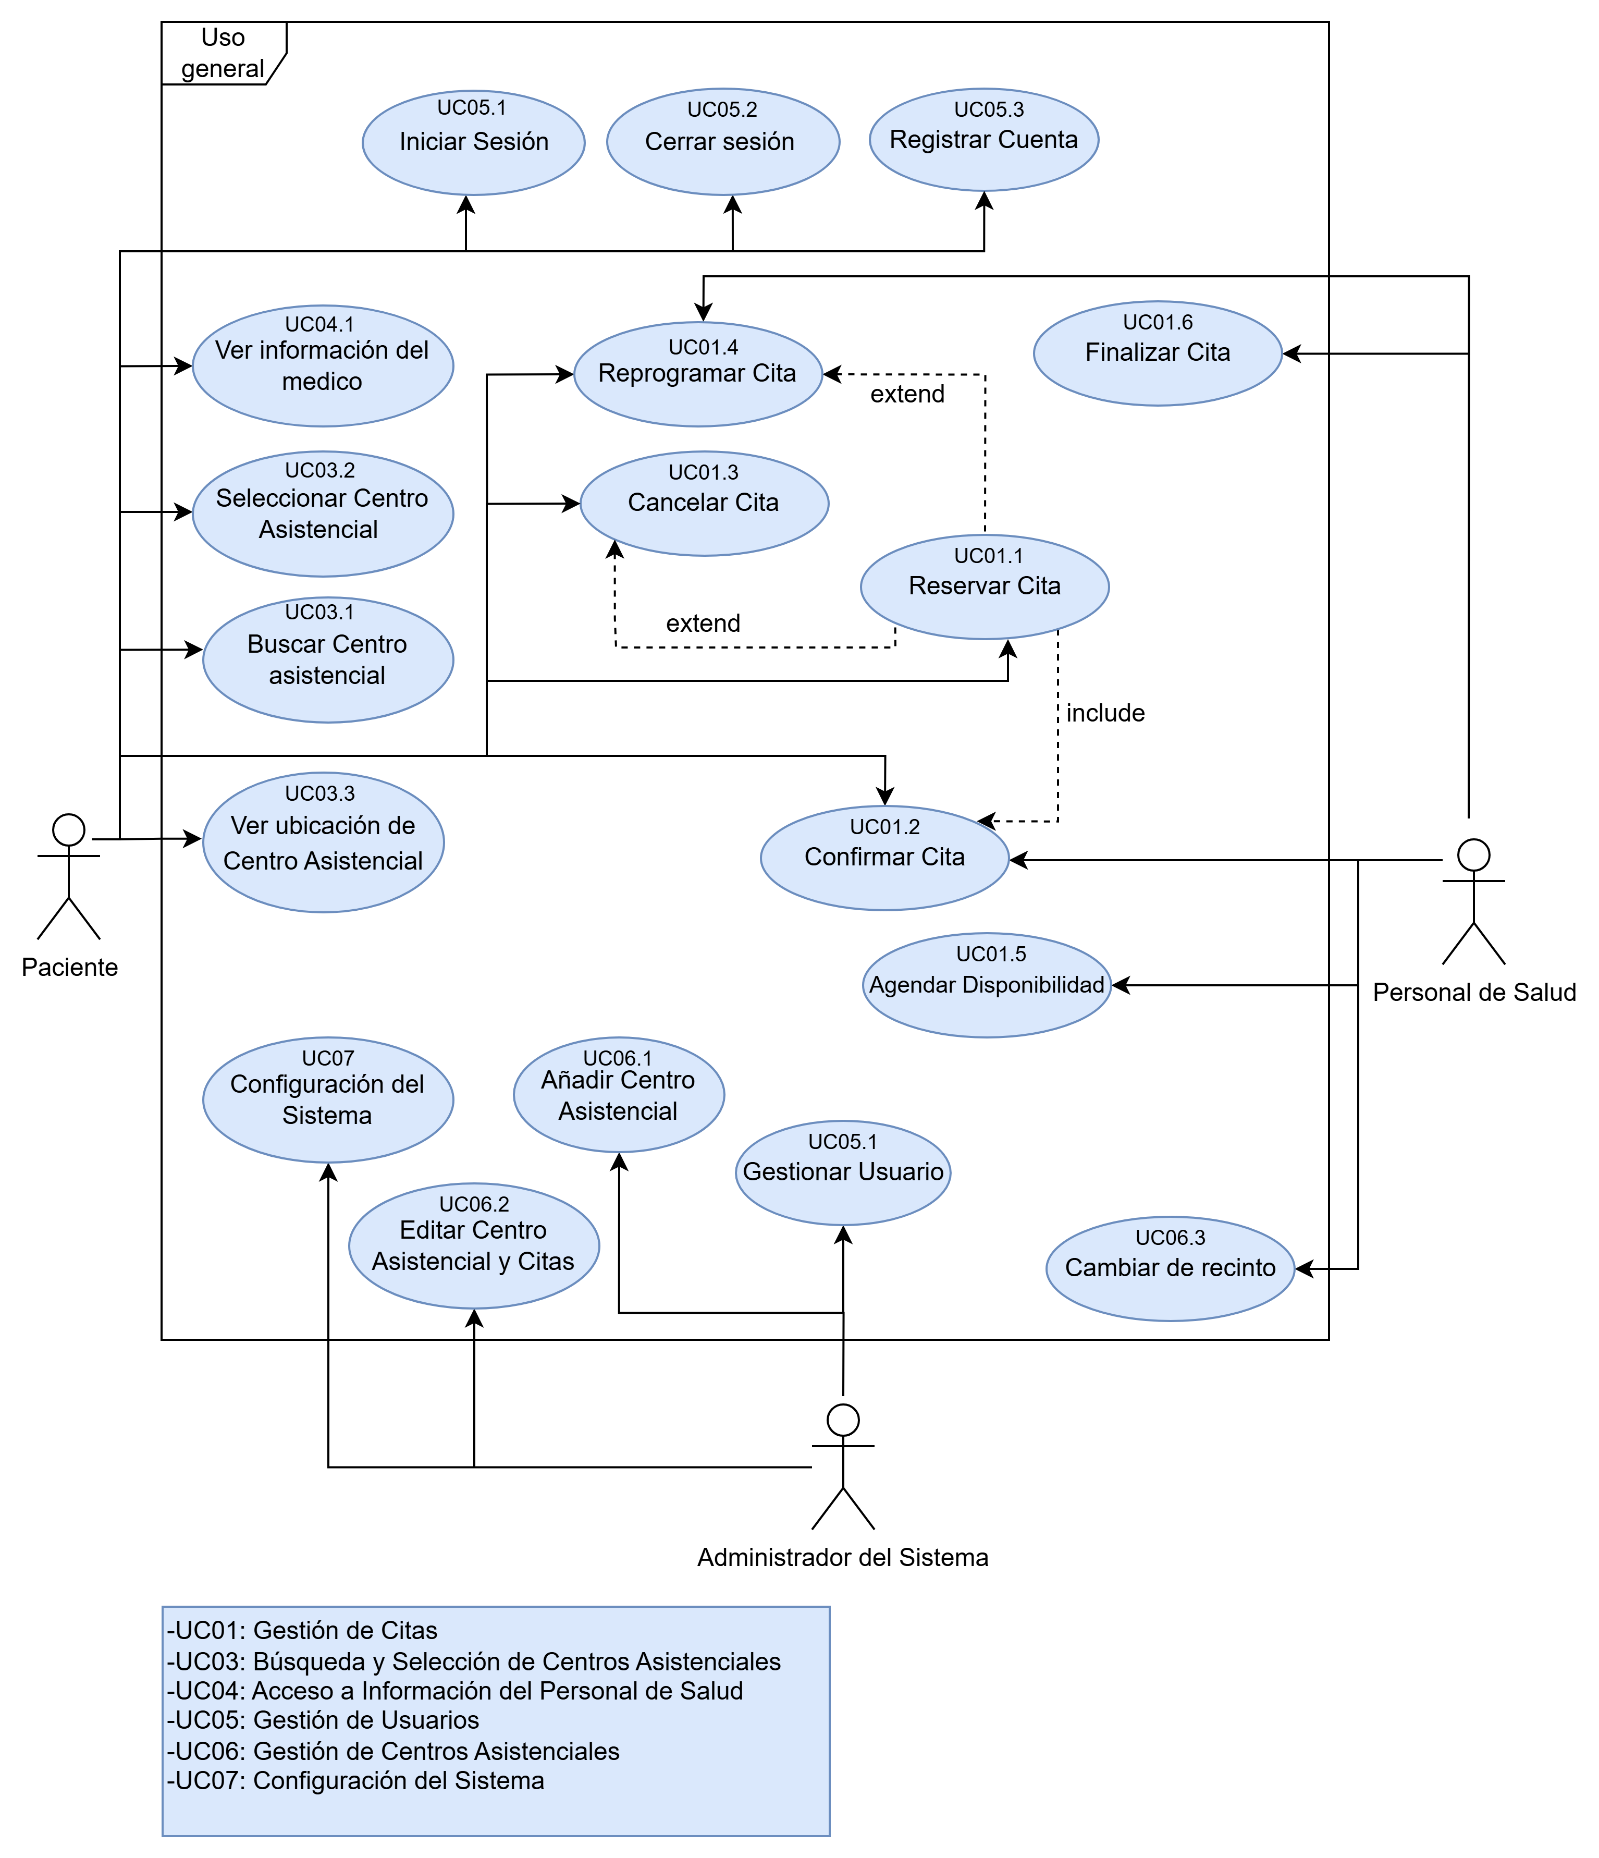 Uso
general
UC05.1
Iniciar Sesión
UC05.2
Cerrar sesión
UC05.3
Registrar Cuenta
UC04.1
Ver información del
medico
UC01.4
Reprogramar Cita
extend
UC01.6
Finalizar Cita
UC03.2
Seleccionar Centro
Asistencial
UC01.3
Cancelar Cita
UC01.1
Reservar Cita
extend
UC03.1
Buscar Centro
asistencial
include
UC03.3
Ver ubicación de
Centro Asistencial
UC01.2
Confirmar Cita
Paciente
UC01.5
Agendar Disponibilidad
Personal de Salud
UC07
Configuración del
Sistema
UC06.1
Añadir Centro
Asistencial
UC05.1
Gestionar Usuario
UC06.2
Editar Centro
Asistencial y Citas
UC06.3
Cambiar de recinto
Administrador del Sistema
-UC01: Gestión de Citas
-UC03: Búsqueda y Selección de Centros Asistenciales
-UC04: Acceso a Información del Personal de Salud
-UC05: Gestión de Usuarios
-UC06: Gestión de Centros Asistenciales
-UC07: Configuración del Sistema